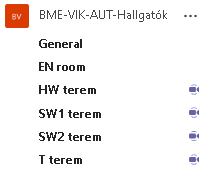 BV BME-VIK-AUT-Hallgatók ...
General
EN room
HW terem
SW1 terem
SW2 terem
T terem